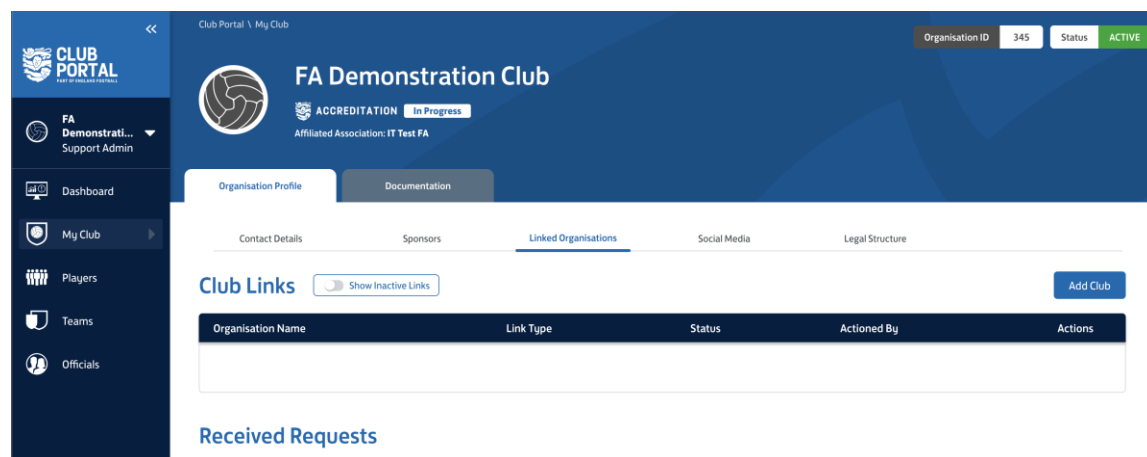 «
CLUB
PORTAL
PART OF ENGLAND FOOTBALL
FA
Demonstrati...
Support Admin
Dashboard
My Club
Players
Teams
Officials
Club Portal \ My Club
Organisation ID 345 Status ACTIVE
FA Demonstration Club
ACCREDITATION In Progress
Affiliated Association: IT Test FA
Organisation Profile Documentation
Contact Details Sponsors Linked Organisations Social Media Legal Structure
Club Links Show Inactive Links Add Club
Organisation Name Link Type Status Actioned By Actions
Received Requests